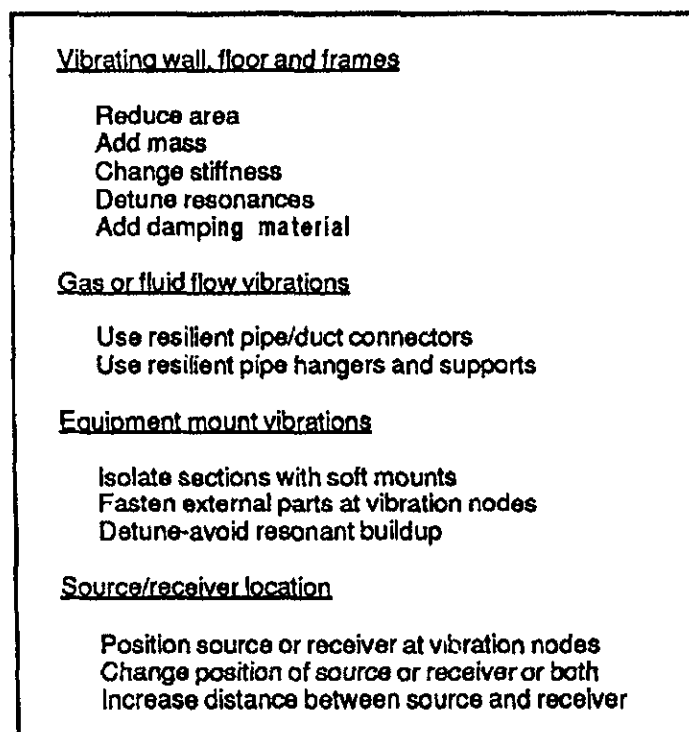 Vibrating wall, floor and frames
Reduce area
Add mass
Change stiffness
Detune resonances
Add damping material
Gas or fluid flow vibrations
Use resilient pipe/duct connectors
Use resilient pipe hangers and supports
Equipment mount vibrations
Isolate sections with soft mounts
Fasten external parts at vibration nodes
Detune-avoid resonant buildup
Source/receiver location
Position source or receiver at vibration nodes
Change position of source or receiver or both
Increase distance between source and receiver